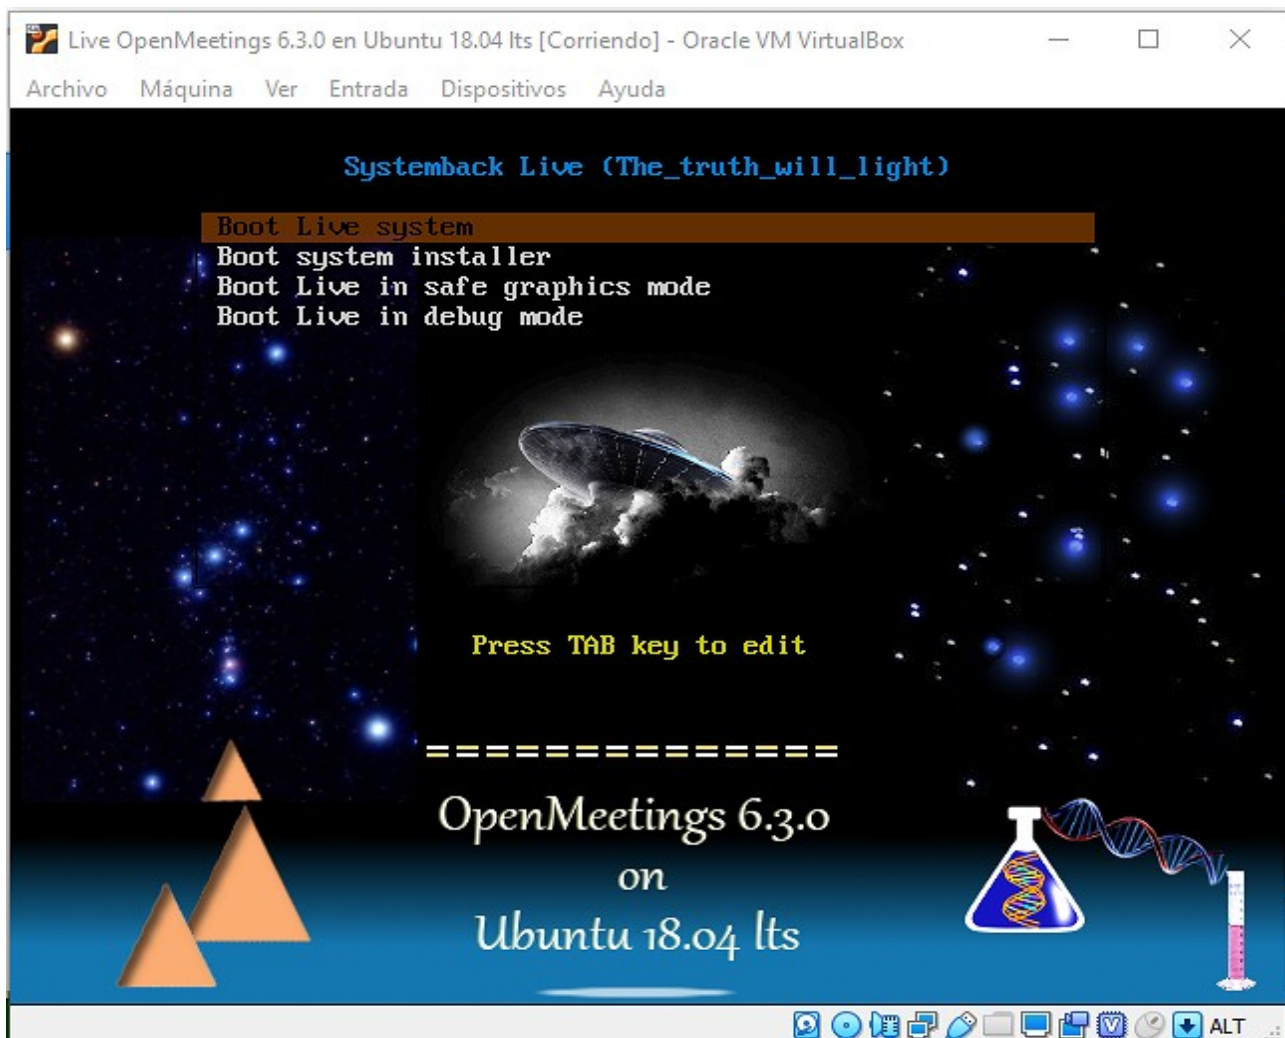 Live OpenMeetings 6.3.0 en Ubuntu 18.04 lts [Corriendo] - Oracle VM VirtualBox
Archivo Máquina Ver Entrada Dispositivos Ayuda
Systemback Live (The_truth_will_light)
Boot Live system
Boot system installer
Boot Live in safe graphics mode
Boot Live in debug mode
Press TAB key to edit
==============
OpenMeetings 6.3.0
on
Ubuntu 18.04 lts
ALT